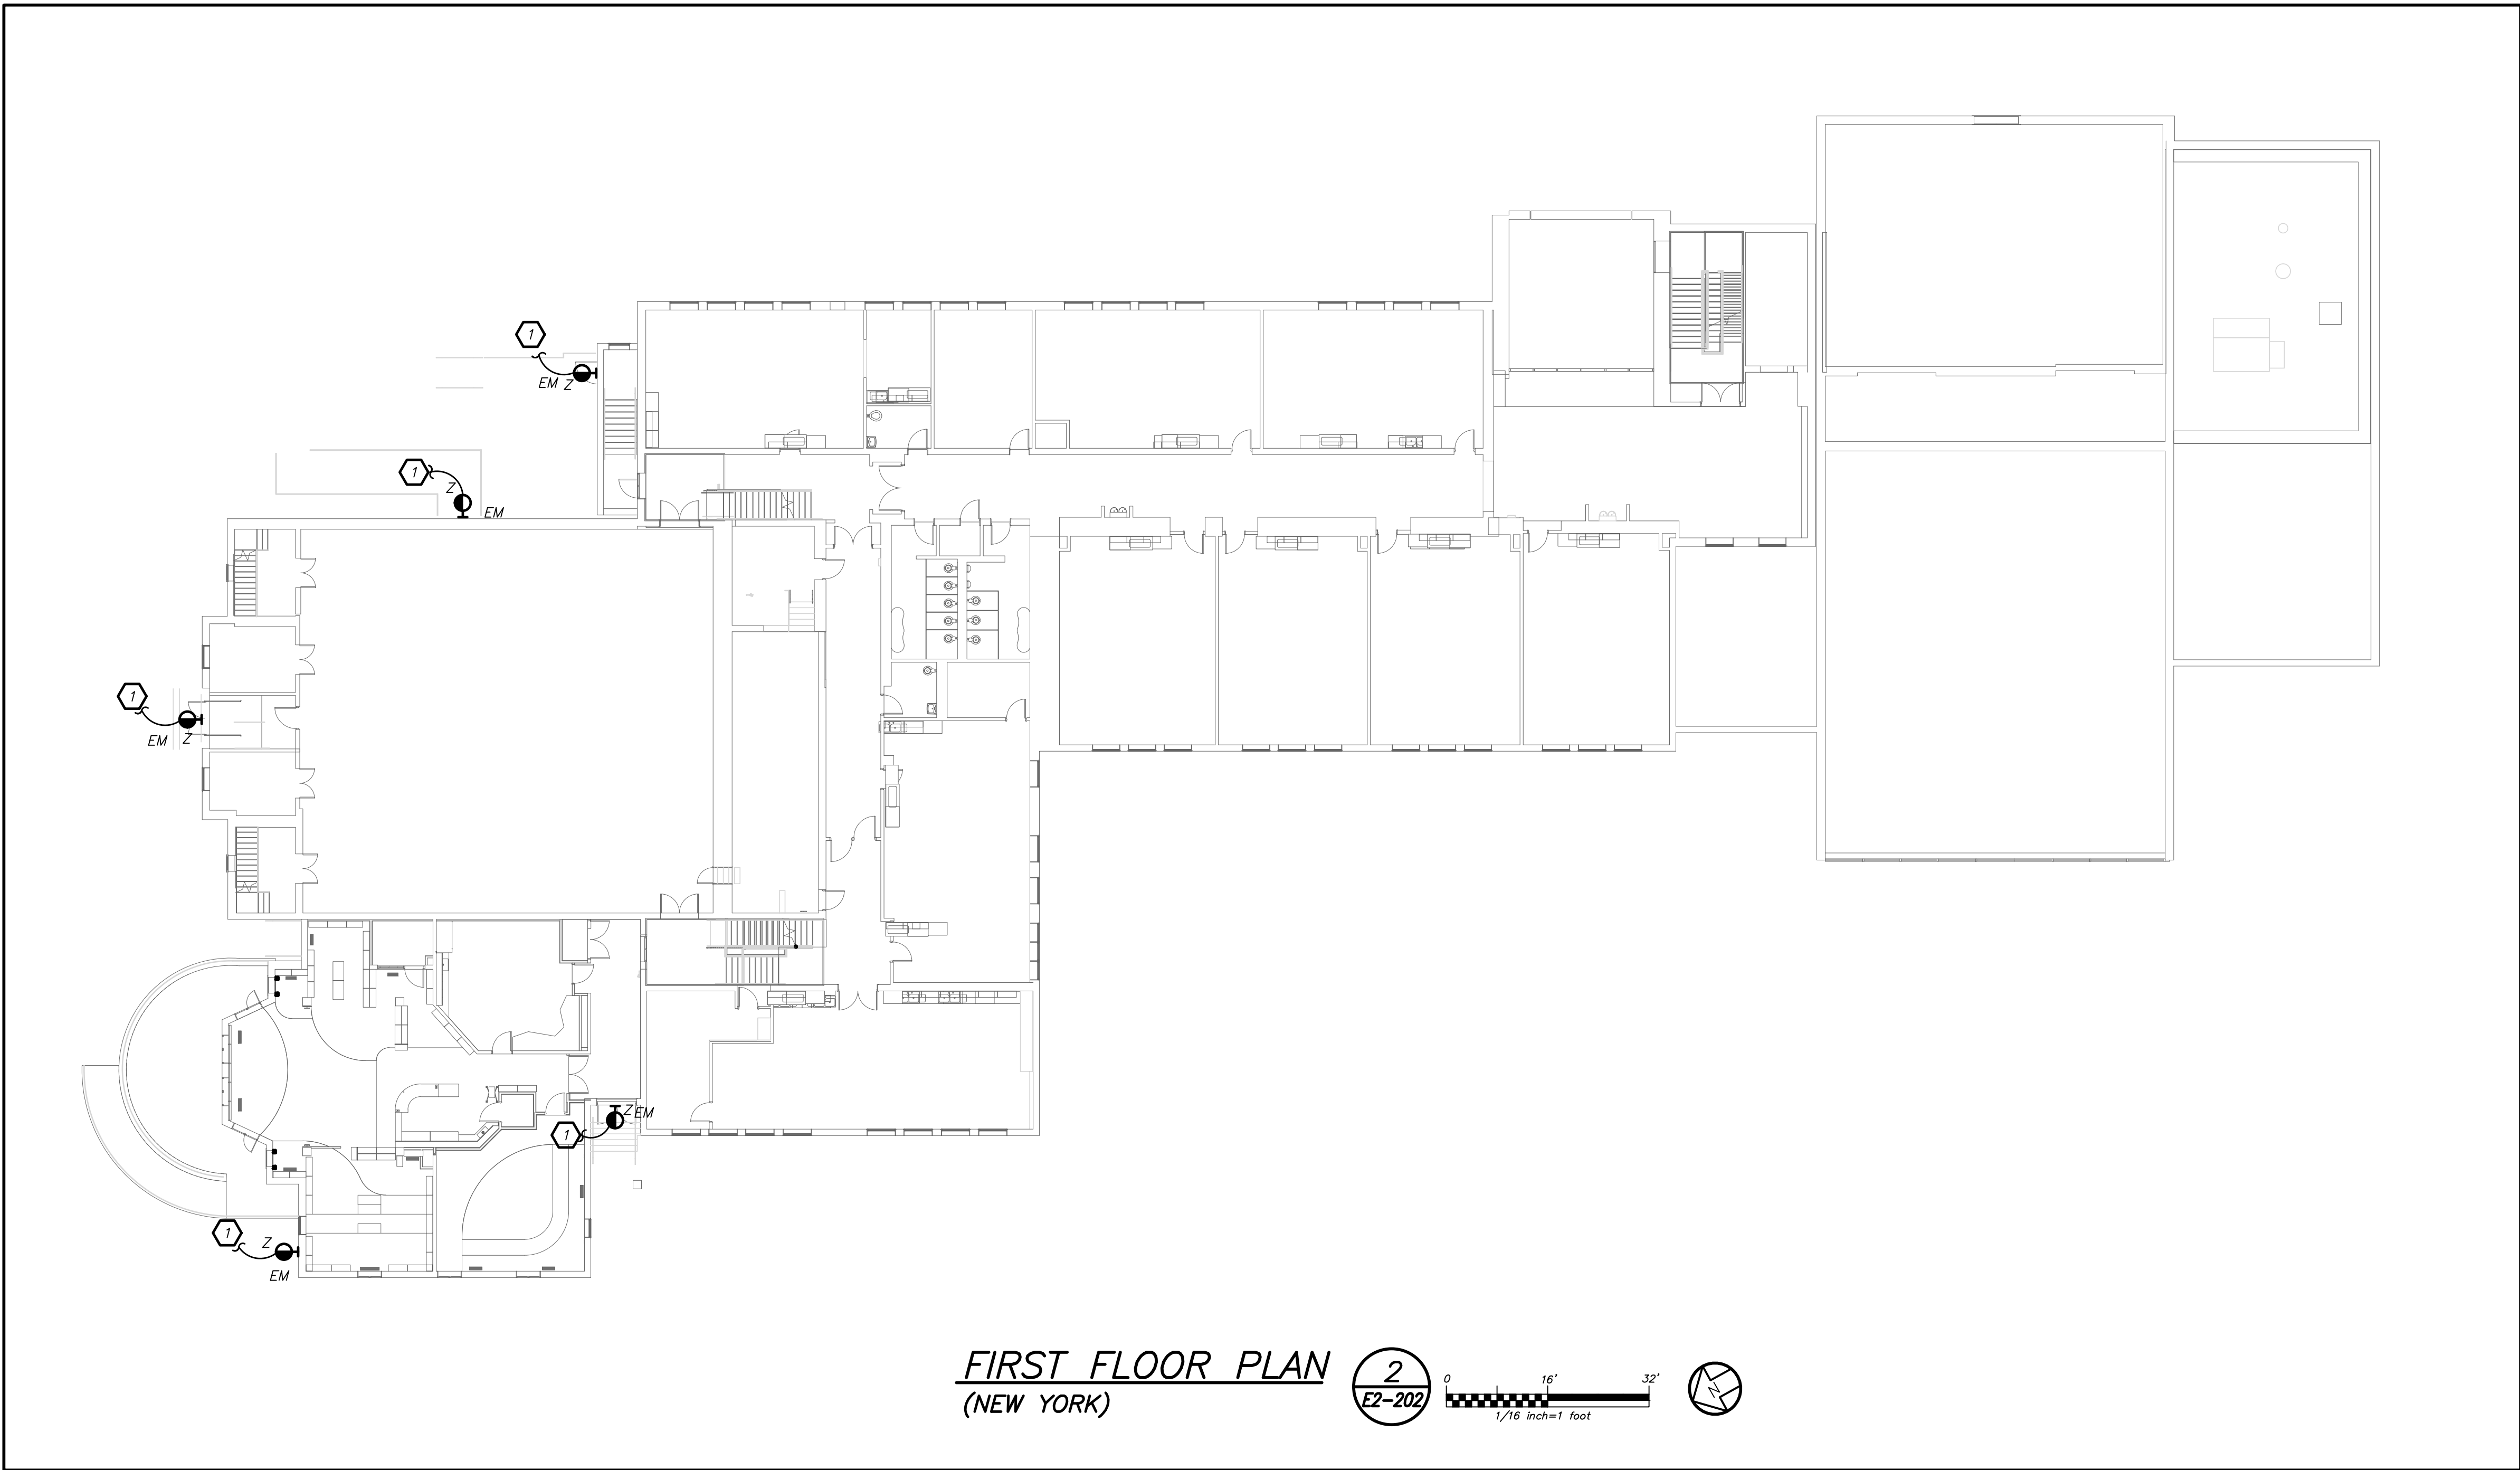 1
EM Z
1
Z
EM
1
EM Z
Z EM
1
1
Z
EM
FIRST FLOOR PLAN
(NEW YORK)
2
E2-202
0 16' 32'
1/16 inch=1 foot
N